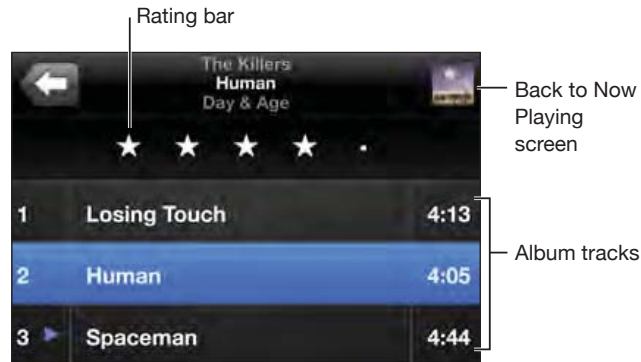 Rating bar
The Killers
Human
Day & Age
Back to Now
Playing
screen
1 Losing Touch 4:13
2 Human 4:05
3 Spaceman 4:44
Album tracks